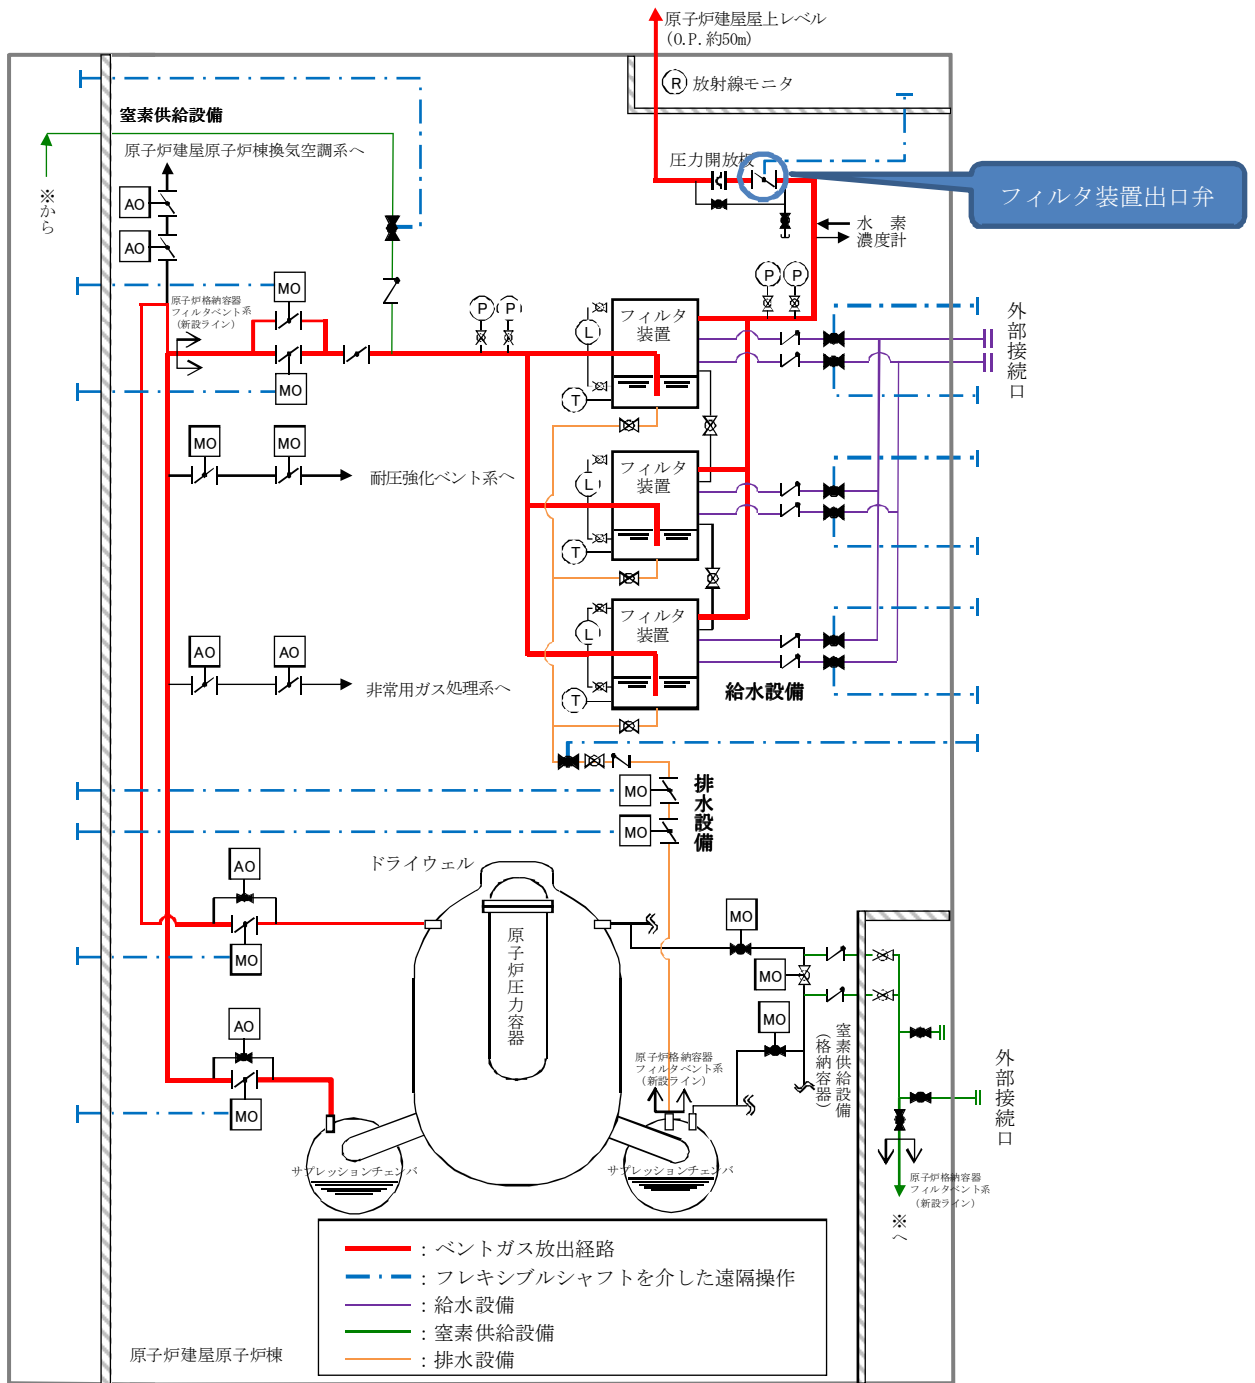 原子炉建屋屋上レベル
(O.P.約50m)
R 放射線モニタ
窒素供給設備
原子炉建屋原子炉棟換気空調系へ
※から
AO
AO
圧力開放板
フィルタ装置出口弁
水 素
濃度計
MO
原子炉格納容器
フィルタベント系
(新設ライン)
MO
P
P
P
P
L
T
フィルタ
装置
外部接続口
MO
MO
耐圧強化ベント系へ
L
T
フィルタ
装置
AO
AO
非常用ガス処理系へ
L
T
フィルタ
装置
給水設備
MO
MO
排水設備
ドライウェル
AO
MO
原子炉圧力容器
MO
MO
MO
AO
MO
原子炉格納容器
フィルタベント系
(新設ライン)
窒素供給設備
(格納容器)
外部接続口
サプレッションチェンバ
サプレッションチェンバ
原子炉格納容器
フィルタベント系
(新設ライン)
※へ
：ベントガス放出経路
：フレキシブルシャフトを介した遠隔操作
：給水設備
：窒素供給設備
：排水設備
原子炉建屋原子炉棟